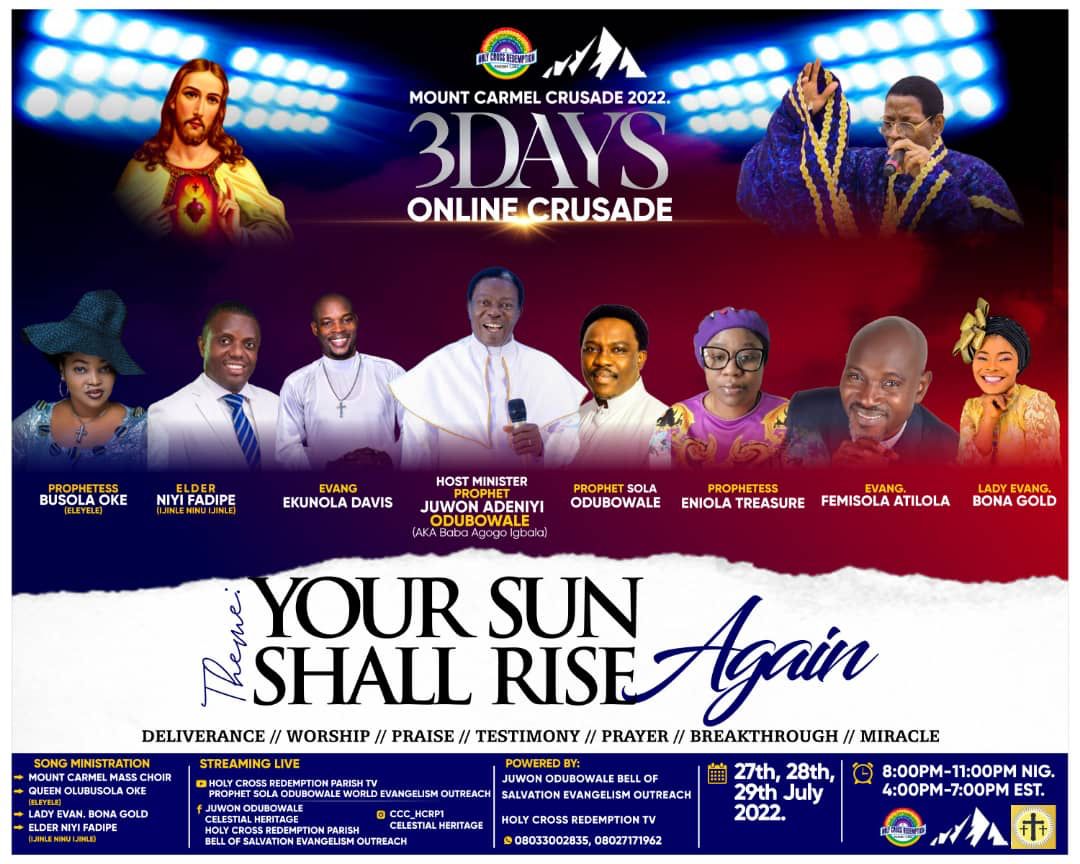 HOLY CROSS REDEMPTION
MOUNT CARMEL CRUSADE 2022.
3DAYS
ONLINE CRUSADE
PROPHETESS
BUSOLA OKE
(ELEYELE)
ELDER
NIYI FADIPE
(IJINLE NINU IJINLE)
EVANG
EKUNOLA DAVIS
HOST MINISTER
PROPHET
JUWON ADENIYI
ODUBOWALE
(AKA Baba Agogo Igbala)
PROPHET SOLA
ODUBOWALE
PROPHETESS
ENIOLA TREASURE
EVANG.
FEMISOLA ATILOLA
LADY EVANG.
BONA GOLD
Theme:
YOUR SUN
SHALL RISE
Again
DELIVERANCE // WORSHIP // PRAISE // TESTIMONY // PRAYER // BREAKTHROUGH // MIRACLE
SONG MINISTRATION
MOUNT CARMEL MASS CHOIR
QUEEN OLUBUSOLA OKE
(ELEYELE)
LADY EVAN. BONA GOLD
ELDER NIYI FADIPE
(IJINLE NINU IJINLE)
STREAMING LIVE
HOLY CROSS REDEMPTION PARISH TV
PROPHET SOLA ODUBOWALE WORLD EVANGELISM OUTREACH
JUWON ODUBOWALE
CELESTIAL HERITAGE
HOLY CROSS REDEMPTION PARISH
BELL OF SALVATION EVANGELISM OUTREACH
CCC_HCRP1
CELESTIAL HERITAGE
POWERED BY:
JUWON ODUBOWALE BELL OF
SALVATION EVANGELISM OUTREACH
HOLY CROSS REDEMPTION TV
08033002835, 08027171962
27th, 28th,
29th July
2022.
8:00PM-11:00PM NIG.
4:00PM-7:00PM EST.
HOLY CROSS REDEMPTION